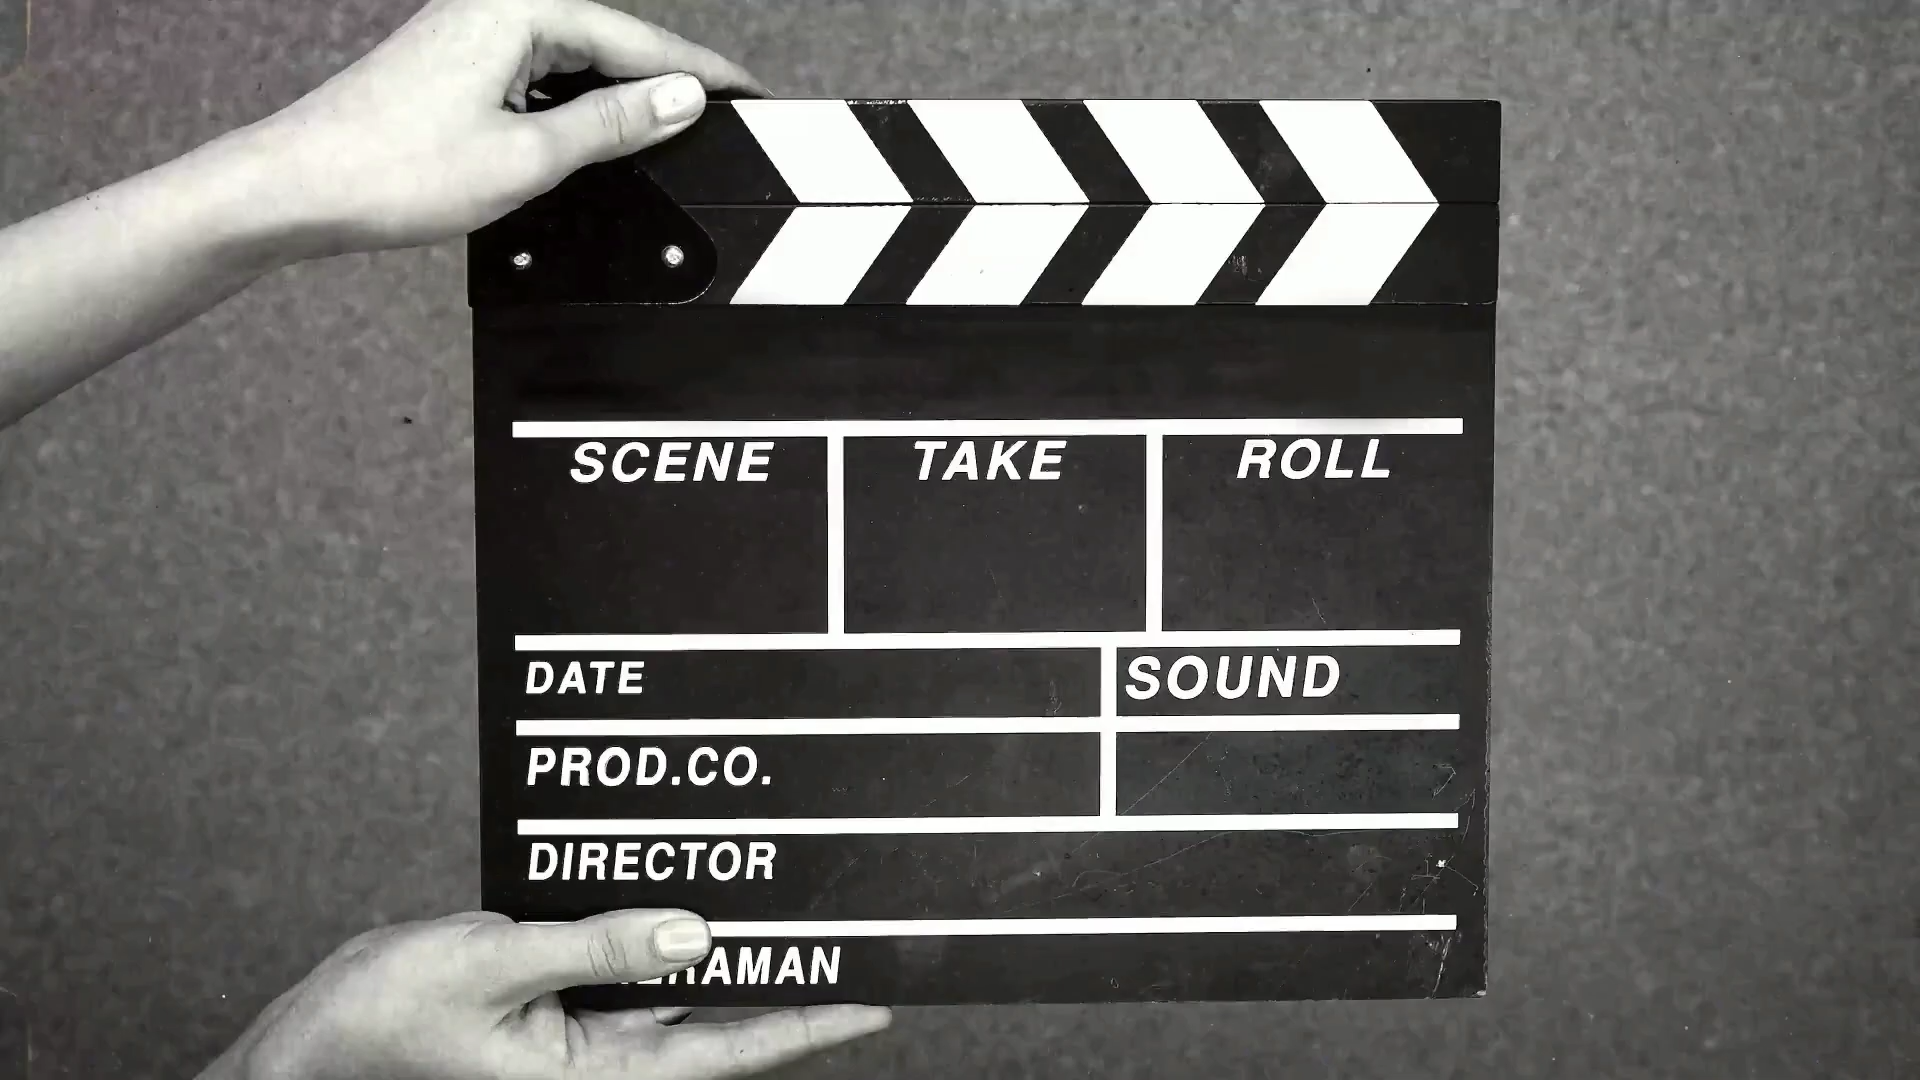 SCENE TAKE ROLL
DATE SOUND
PROD.CO.
DIRECTOR